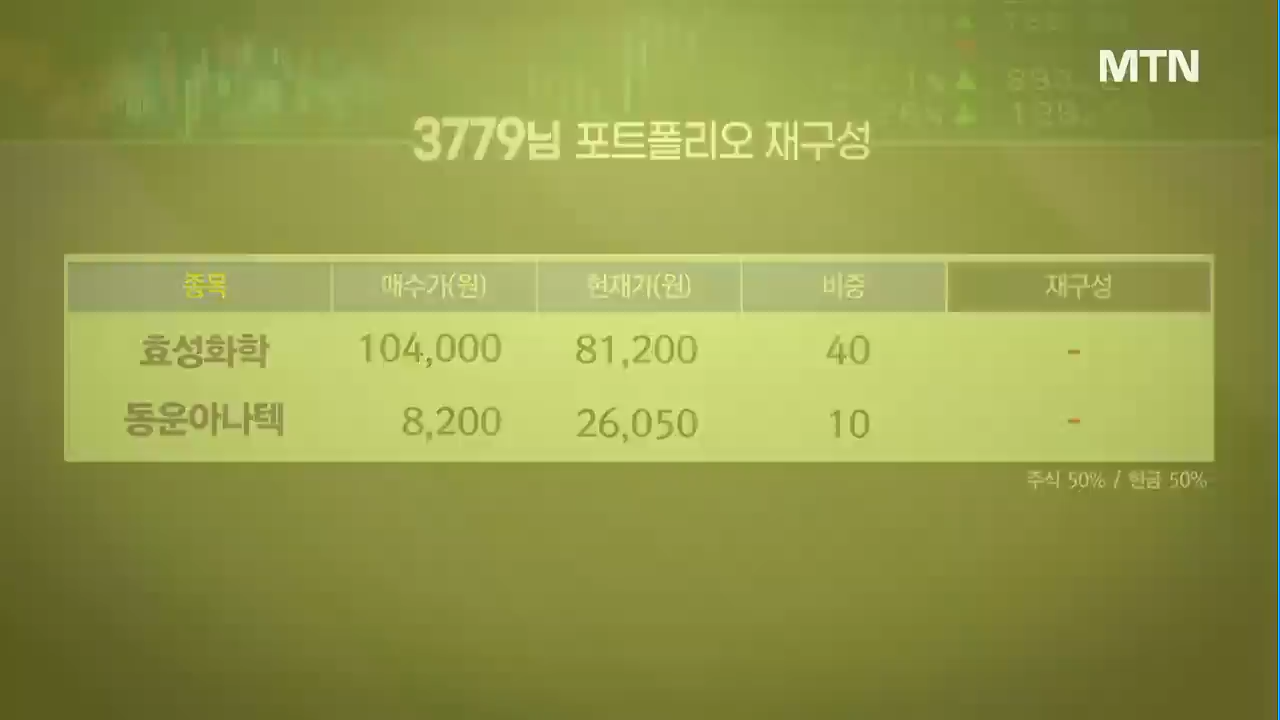 MTN
3779님 포트폴리오 재구성
종목 매수가(원) 현재가(원) 비중 재구성
효성화학 104,000 81,200 40 -
동운아나텍 8,200 26,050 10 -
주식 50% / 현금 50%